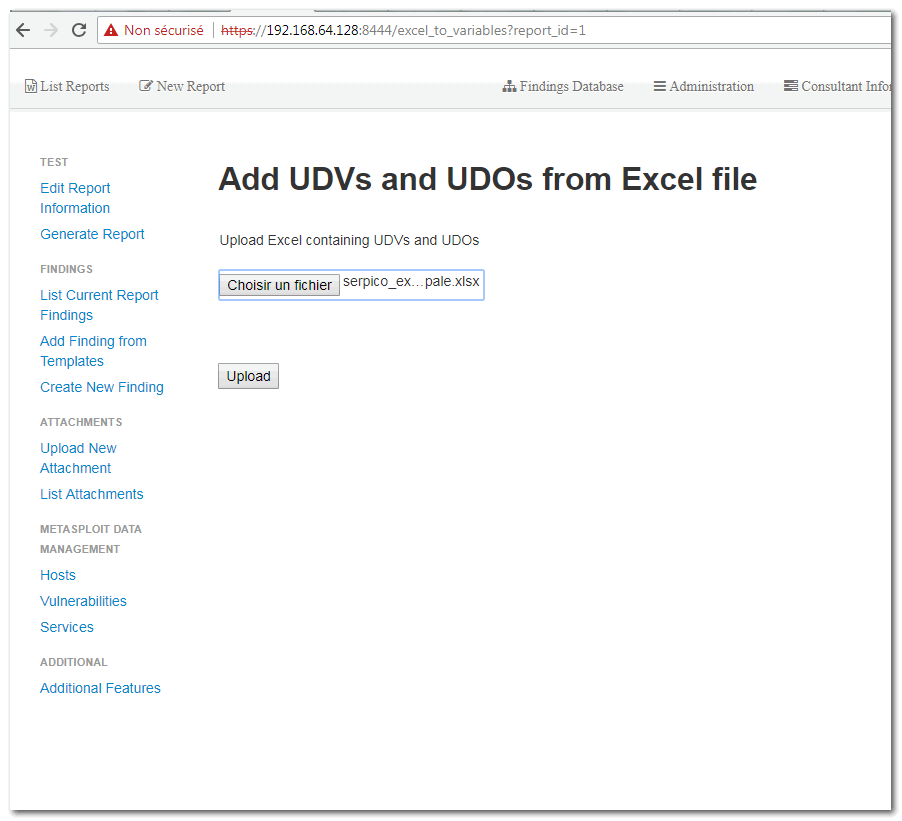 Non sécurisé https://192.168.64.128:8444/excel_to_variables?report_id=1
List Reports New Report Findings Database Administration Consultant Infor
TEST
Edit Report
Information
Generate Report
FINDINGS
List Current Report
Findings
Add Finding from
Templates
Create New Finding
ATTACHMENTS
Upload New
Attachment
List Attachments
METASPLOIT DATA
MANAGEMENT
Hosts
Vulnerabilities
Services
ADDITIONAL
Additional Features
Add UDVs and UDOs from Excel file
Upload Excel containing UDVs and UDOs
Choisir un fichier serpico_ex…pale.xlsx
Upload